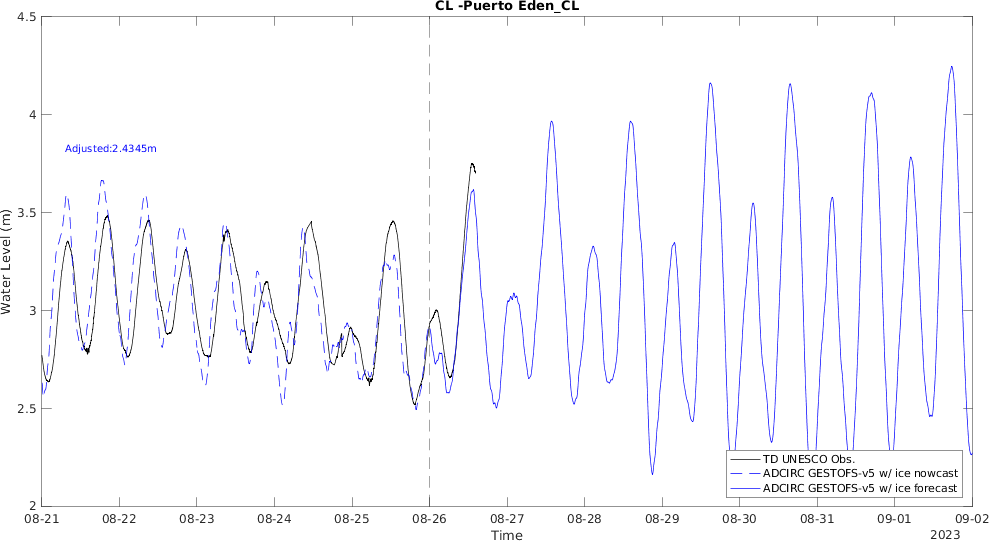 CL -Puerto Eden_CL
4.5
4
3.5
3
2.5
2
Water Level (m)
Adjusted:2.4345m
TD UNESCO Obs.
ADCIRC GESTOFS-v5 w/ ice nowcast
ADCIRC GESTOFS-v5 w/ ice forecast
08-21 08-22 08-23 08-24 08-25 08-26 08-27 08-28 08-29 08-30 08-31 09-01 09-02
Time
2023